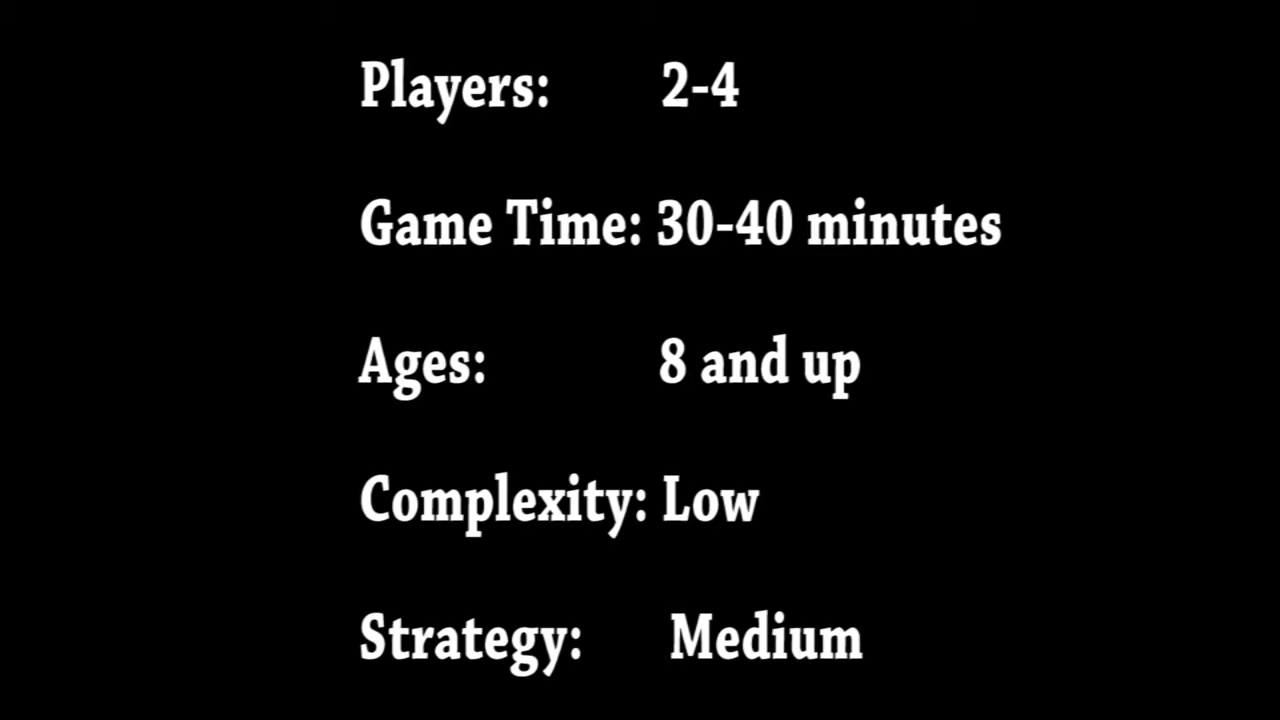 Players: 2-4
Game Time: 30-40 minutes
Ages: 8 and up
Complexity: Low
Strategy: Medium